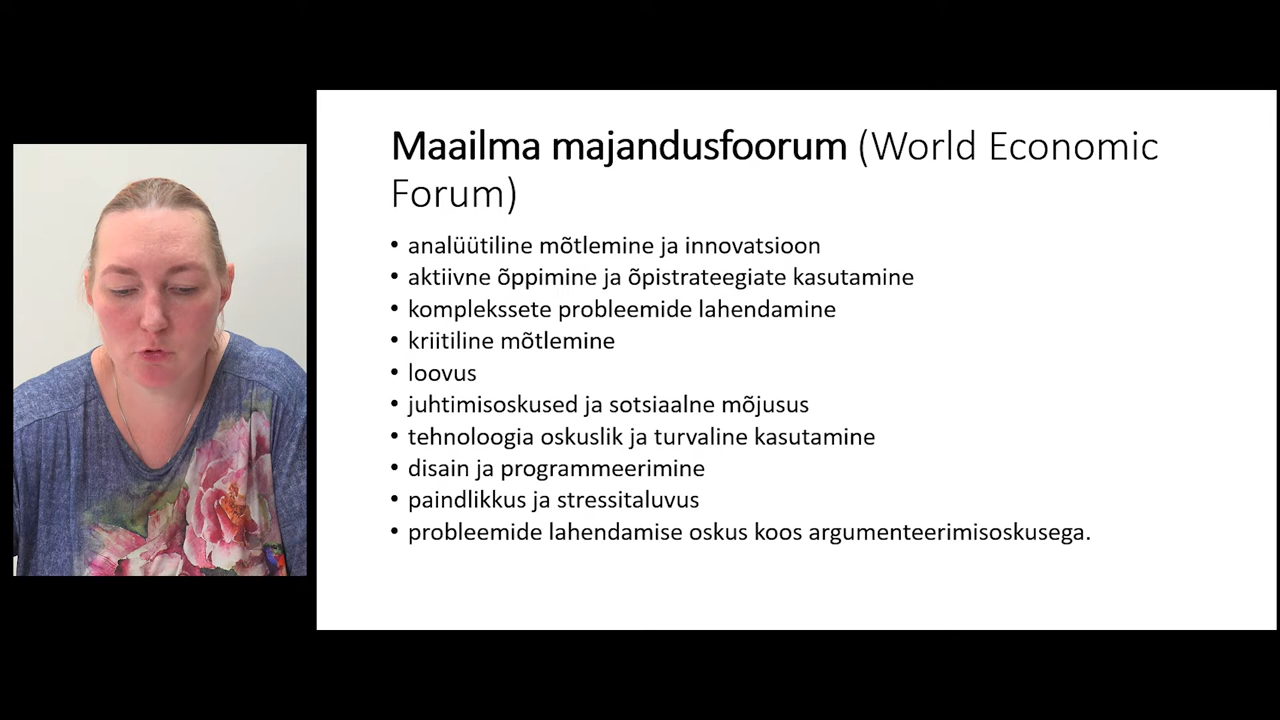 Maailma majandusfoorum (World Economic
Forum)
• analüütiline mõtlemine ja innovatsioon
• aktiivne õppimine ja õpistrateegiate kasutamine
• komplekssete probleemide lahendamine
• kriitiline mõtlemine
• loovus
• juhtimisoskused ja sotsiaalne mõjusus
• tehnoloogia oskuslik ja turvaline kasutamine
• disain ja programmeerimine
• paindlikkus ja stressitaluvus
• probleemide lahendamise oskus koos argumenteerimisoskusega.